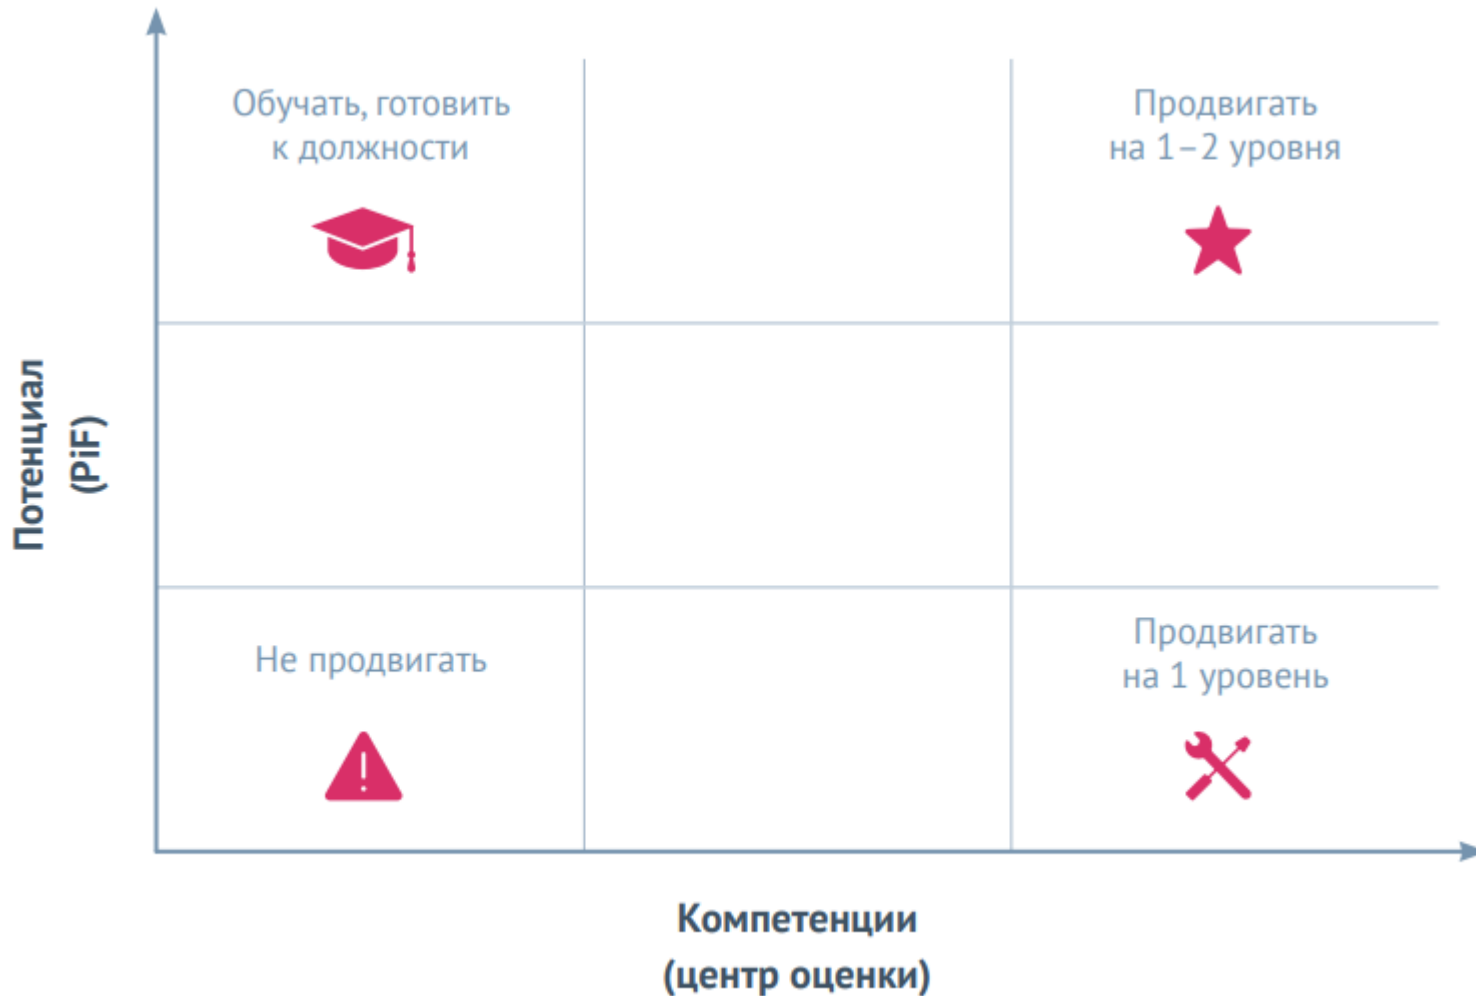 Обучать, готовить
к должности
Продвигать
на 1–2 уровня
Потенциал
(PiF)
Не продвигать
Продвигать
на 1 уровень
Компетенции
(центр оценки)